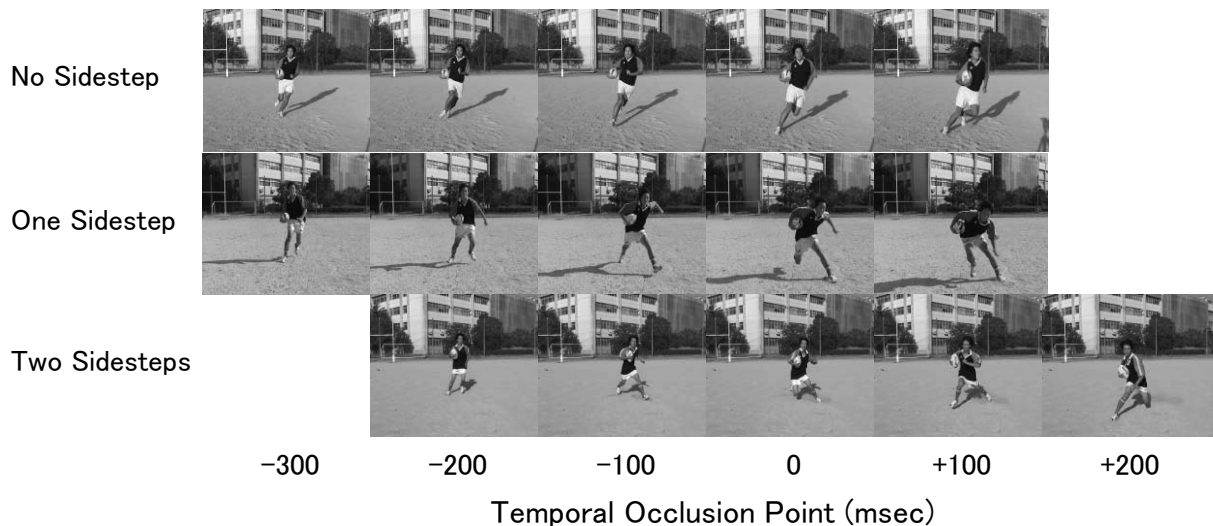 No Sidestep
One Sidestep
Two Sidesteps
-300 -200 -100 0 +100 +200
Temporal Occlusion Point (msec)